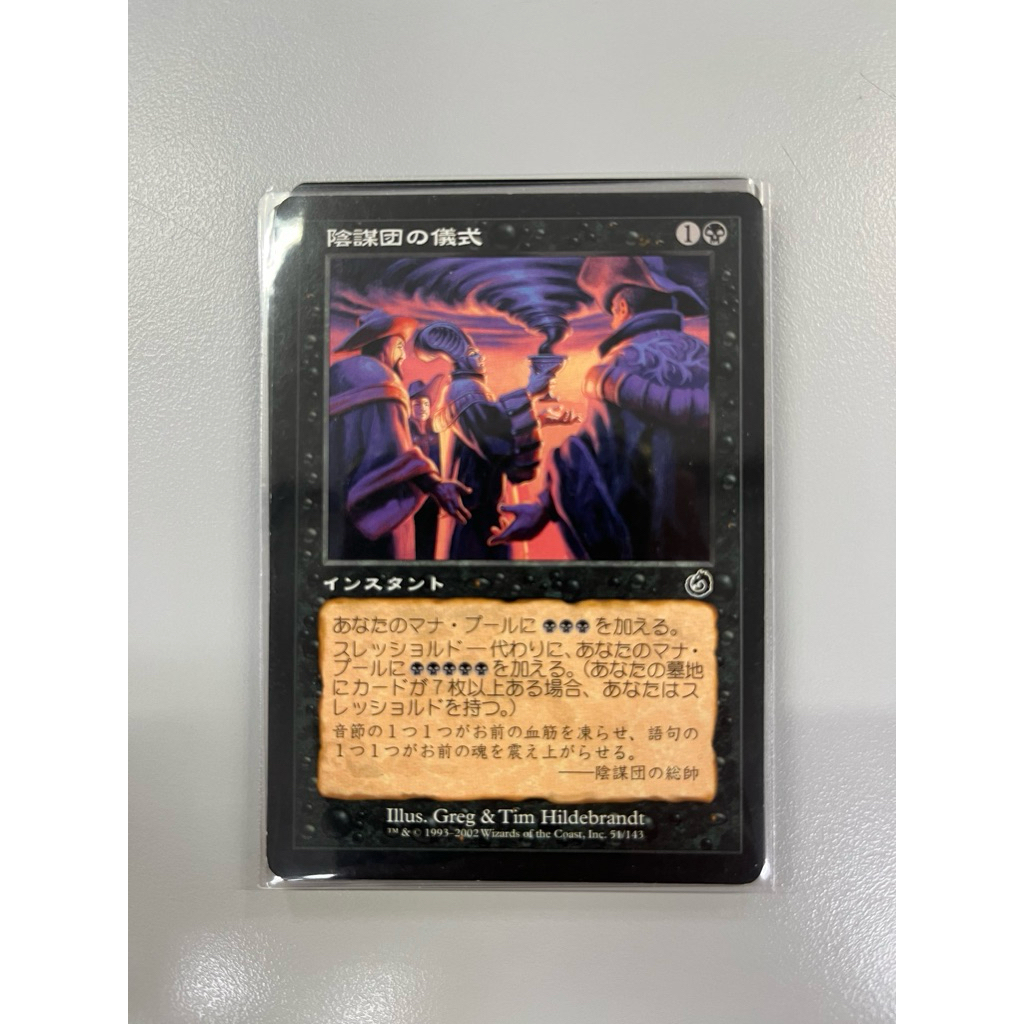 陰謀団の儀式 1
インスタント
あなたのマナ・プールに を加える。
スレッショルド ― 代わりに、あなたのマナ・
プールに を加える。(あなたの墓地
にカードが7枚以上ある場合、あなたはス
レッショルドを持つ。)
音節の1つ1つがお前の血筋を凍らせ、語句の
1つ1つがお前の魂を震え上がらせる。
――陰謀団の総帥
Illus. Greg & Tim Hildebrandt
™ & © 1993-2002 Wizards of the Coast, Inc. 51/143